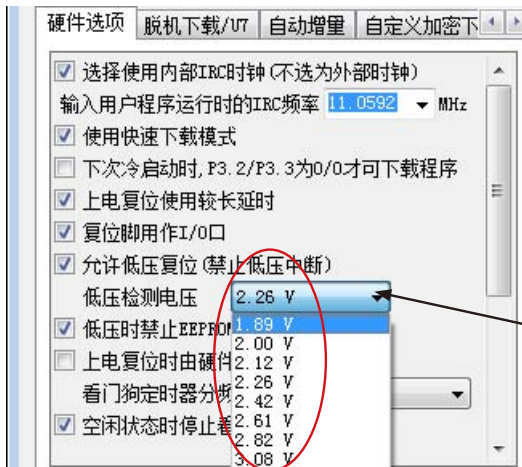 硬件选项 脱机下载/U7 自动增量 自定义加密下
选择使用内部IRC时钟(不选为外部时钟)
输入用户程序运行时的IRC频率 11.0592 MHz
使用快速下载模式
下次冷启动时,P3.2/P3.3为0/0才可下载程序
上电复位使用较长延时
复位脚用作I/O口
允许低压复位(禁止低压中断)
低压检测电压 2.26 V
低压时禁止EEPROM 1.89 V
2.00 V
上电复位时由硬件 2.12 V
2.26 V
看门狗定时器分频 2.42 V
空闲状态时停止看 2.61 V
2.82 V
3.08 V